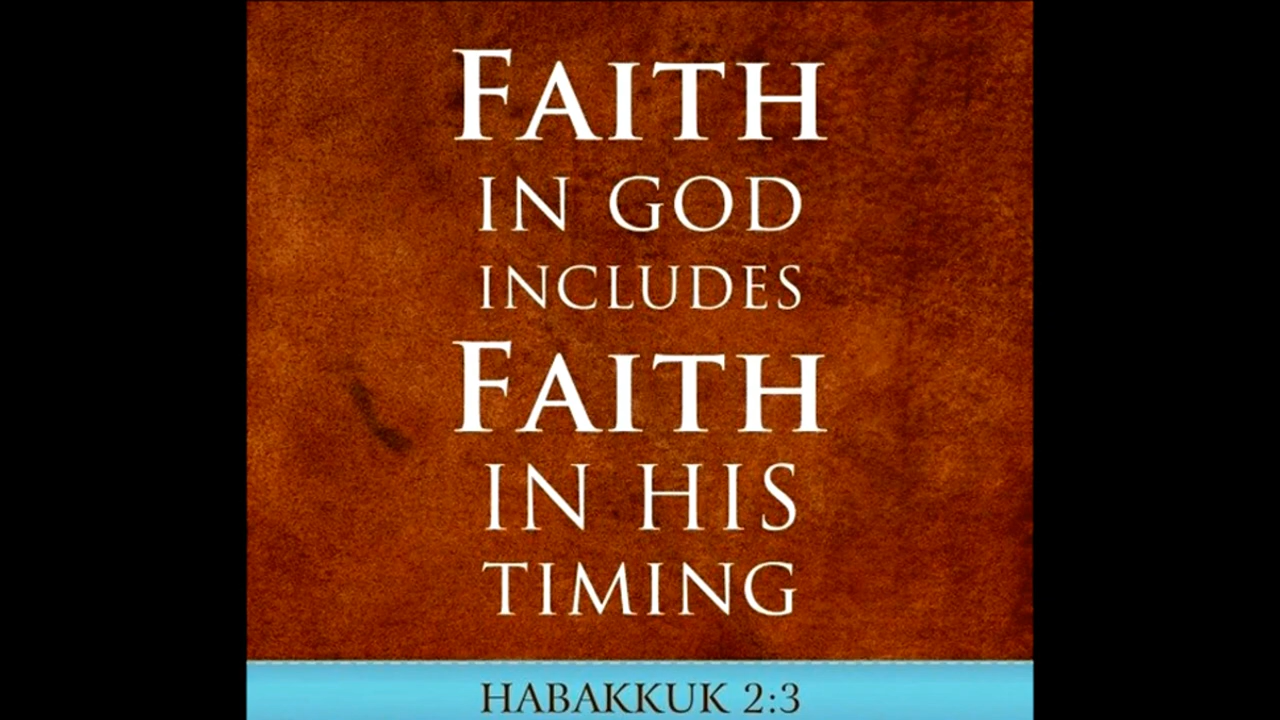 FAITH
IN GOD
INCLUDES
FAITH
IN HIS
TIMING
HABAKKUK 2:3